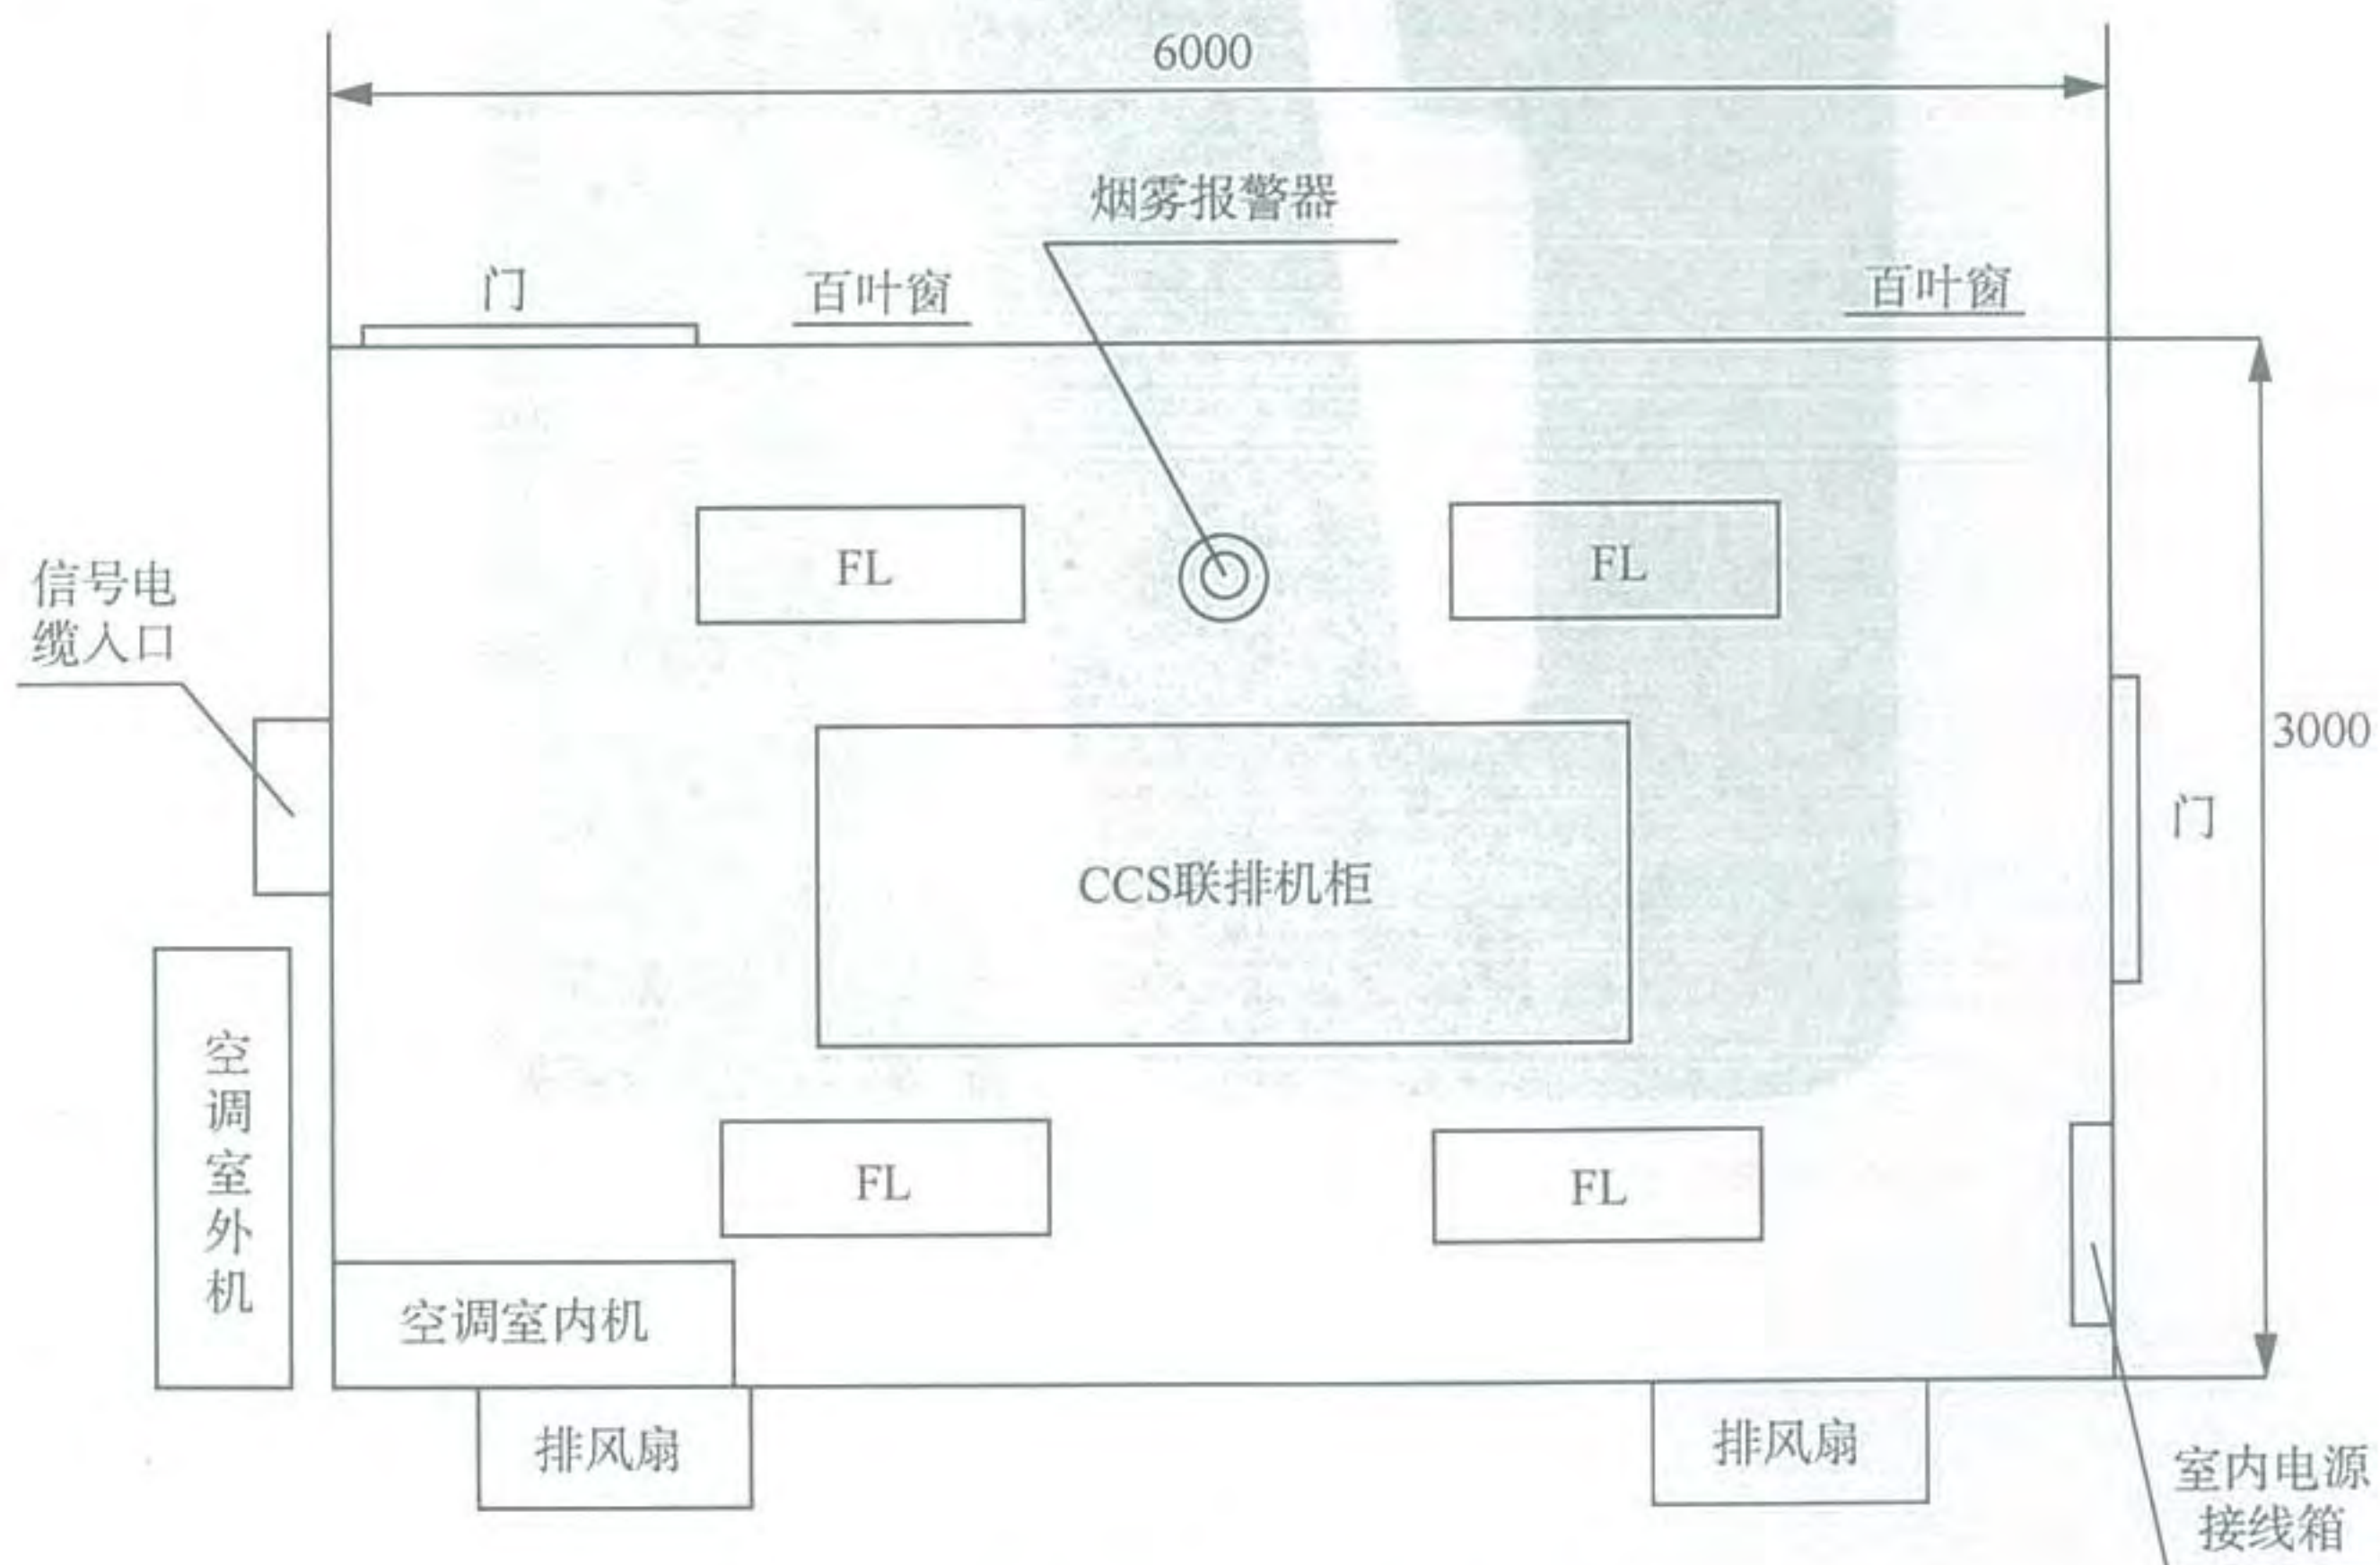 6000
烟雾报警器
门
百叶窗
百叶窗
FL
FL
信号电
缆入口
3000
门
CCS联排机柜
空调室外机
FL
FL
空调室内机
排风扇
排风扇
室内电源
接线箱